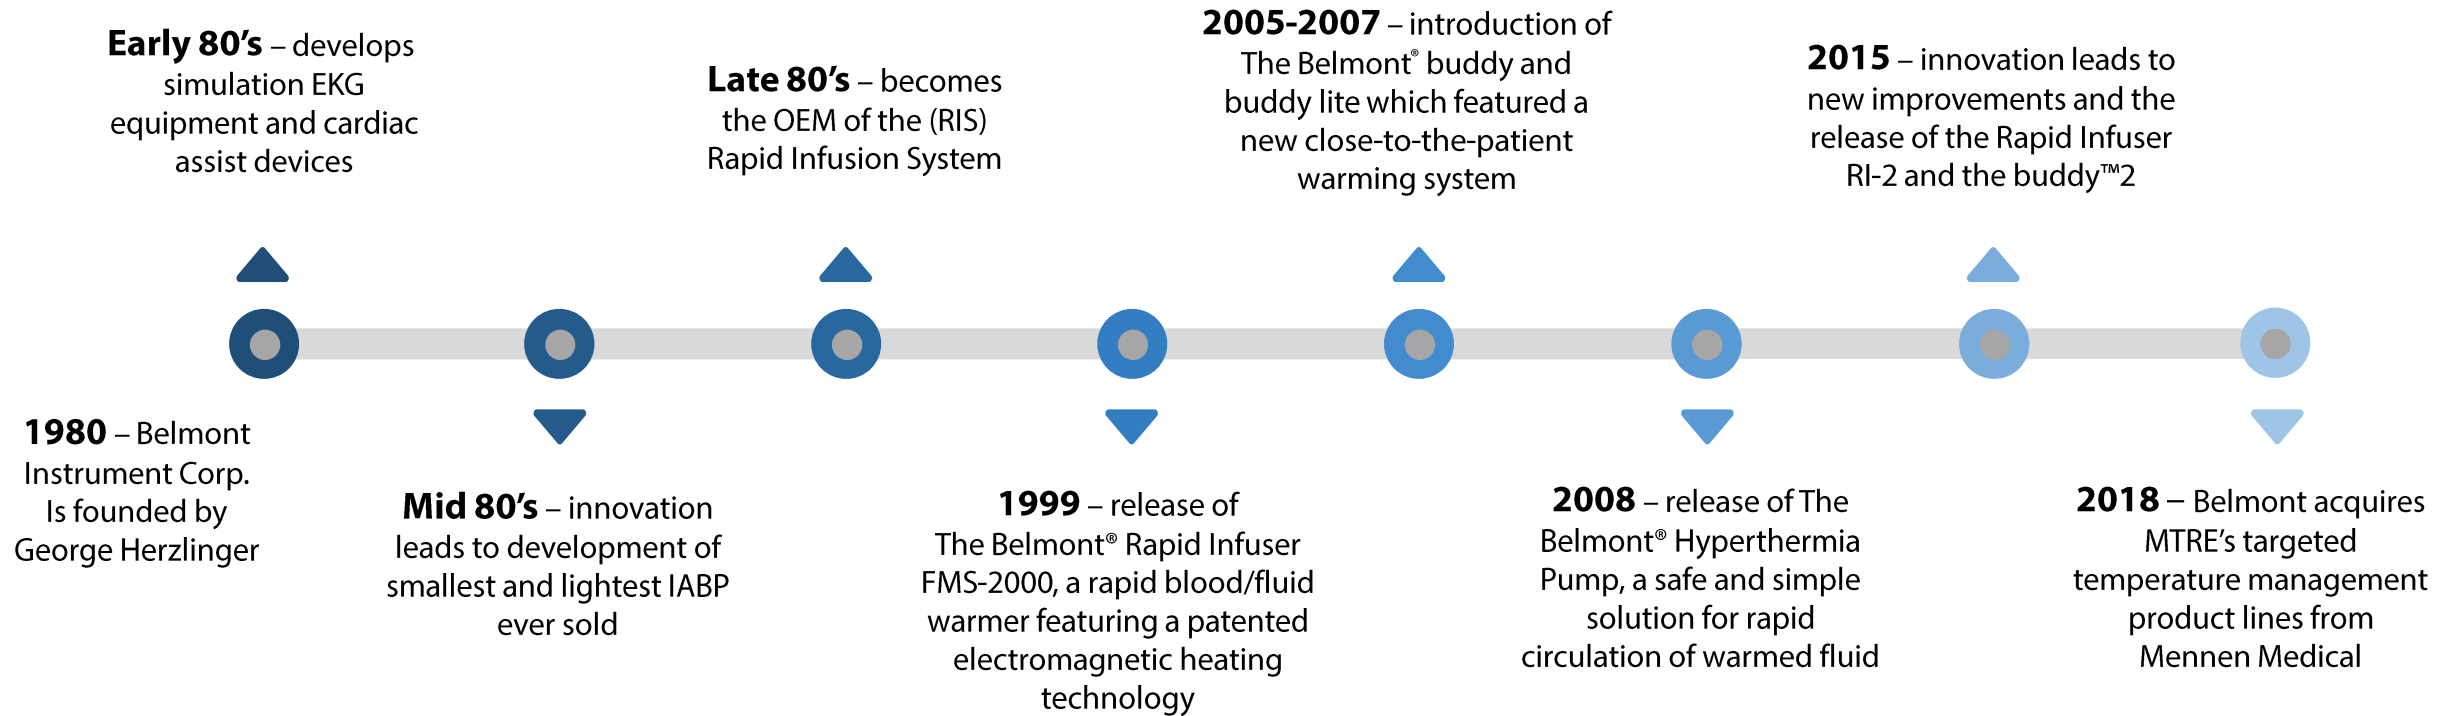 Early 80’s – develops
simulation EKG
equipment and cardiac
assist devices
1980 – Belmont
Instrument Corp.
Is founded by
George Herzlinger
Mid 80’s – innovation
leads to development of
smallest and lightest IABP
ever sold
Late 80’s – becomes
the OEM of the (RIS)
Rapid Infusion System
1999 – release of
The Belmont® Rapid Infuser
FMS-2000, a rapid blood/fluid
warmer featuring a patented
electromagnetic heating
technology
2005-2007 – introduction of
The Belmont® buddy and
buddy lite which featured a
new close-to-the-patient
warming system
2008 – release of The
Belmont® Hyperthermia
Pump, a safe and simple
solution for rapid
circulation of warmed fluid
2015 – innovation leads to
new improvements and the
release of the Rapid Infuser
RI-2 and the buddy™2
2018 – Belmont acquires
MTRE’s targeted
temperature management
product lines from
Mennen Medical